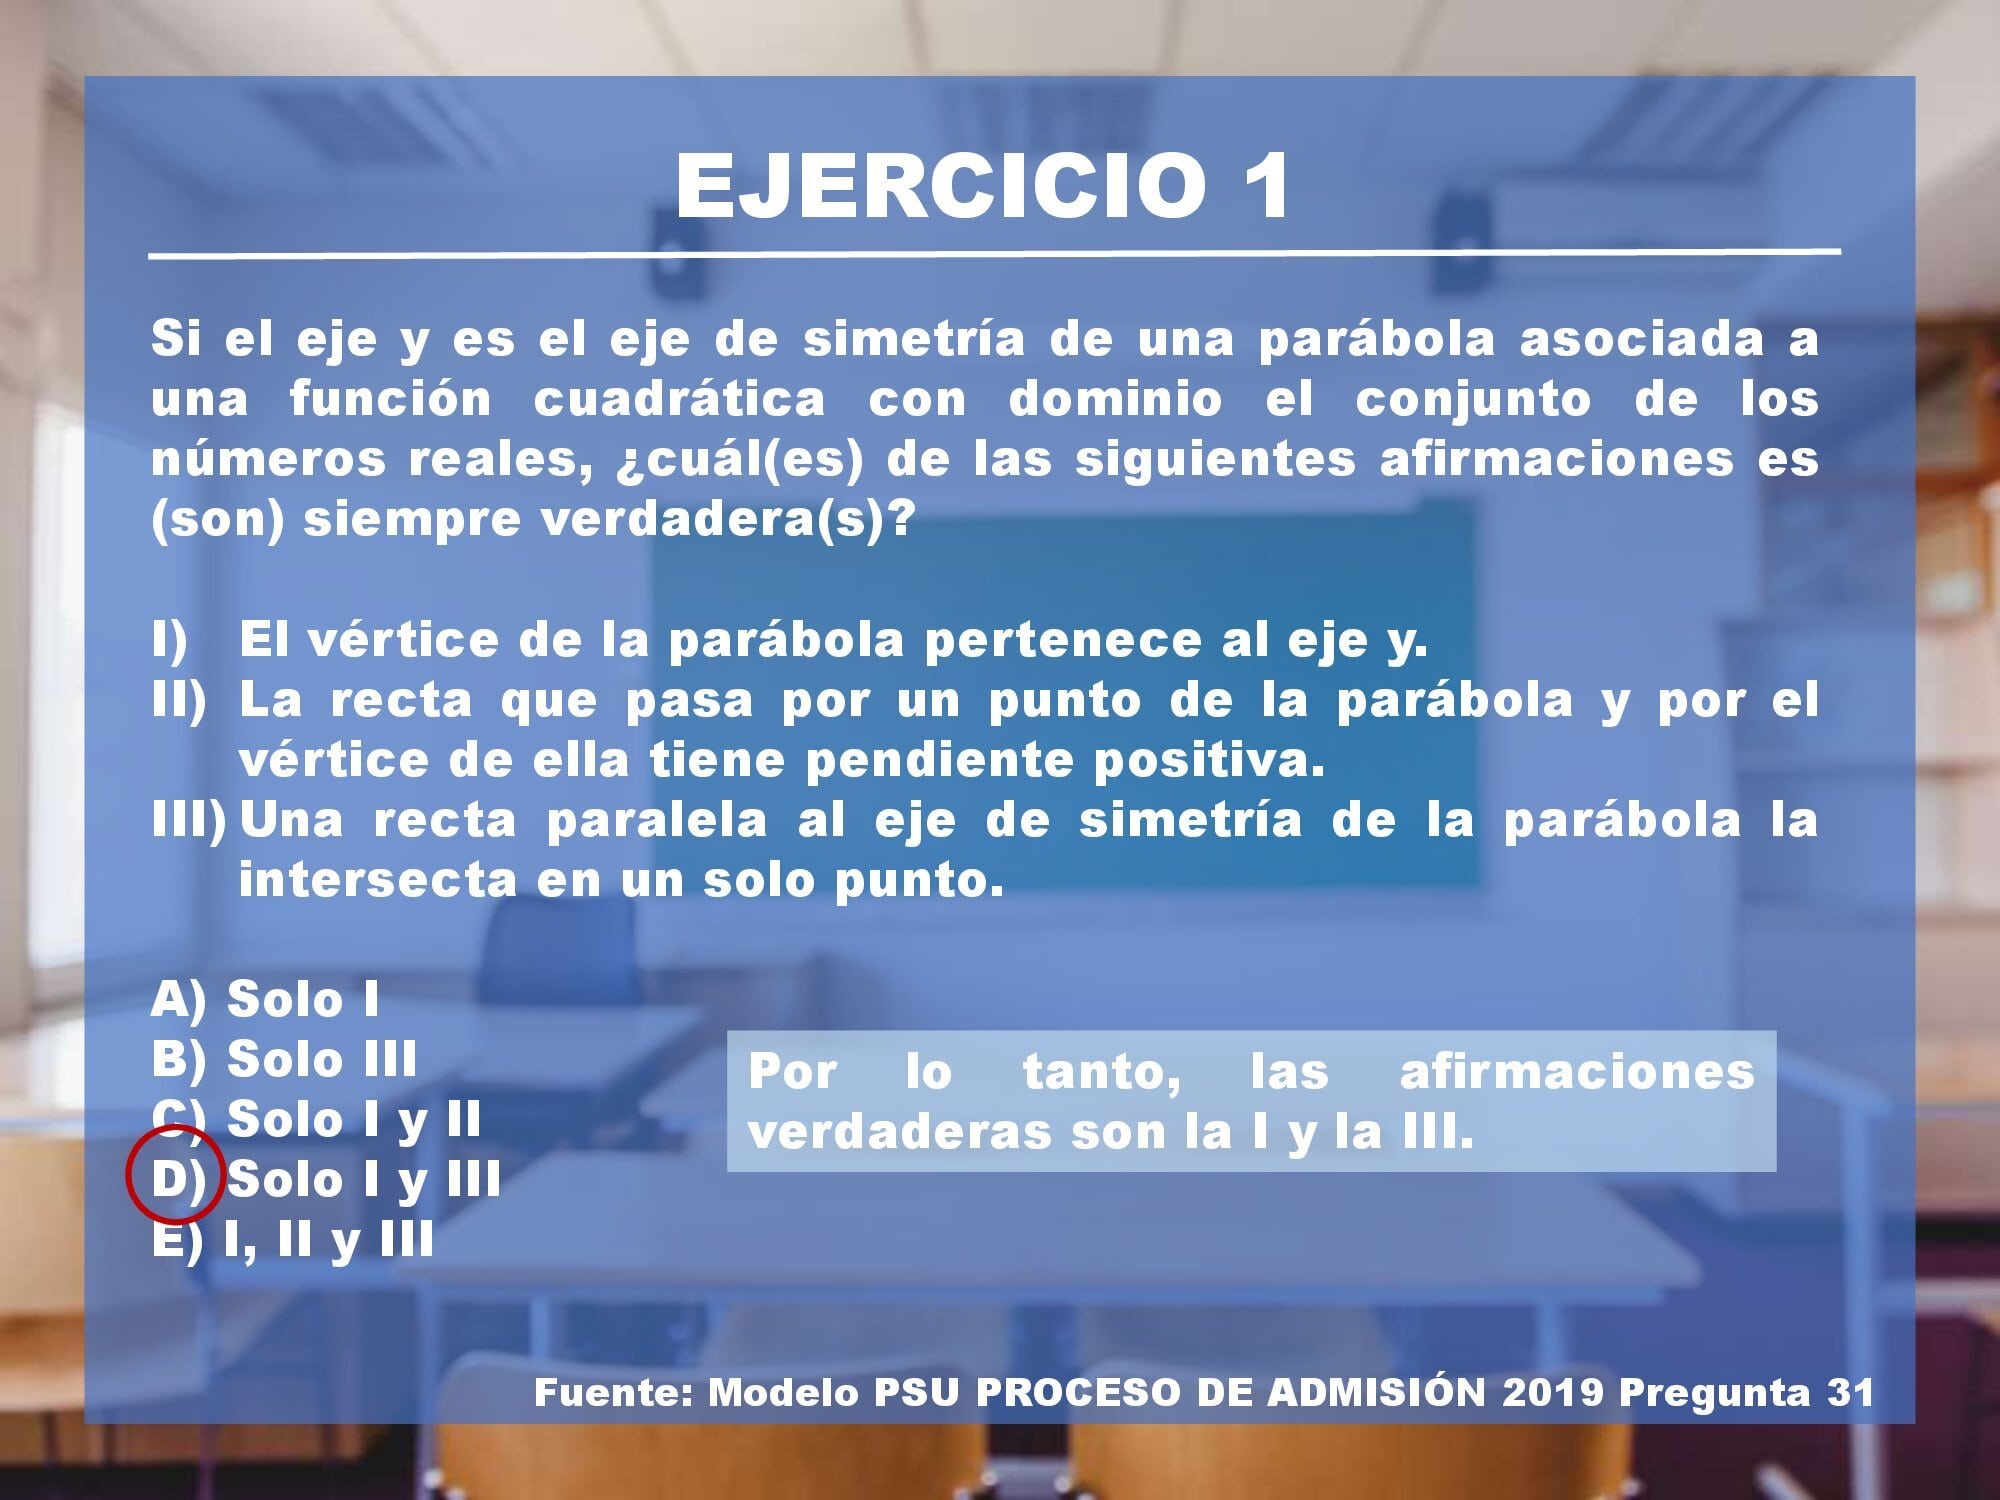 EJERCICIO 1
Si el eje y es el eje de simetría de una parábola asociada a
una función cuadrática con dominio el conjunto de los
números reales, ¿cuál(es) de las siguientes afirmaciones es
(son) siempre verdadera(s)?
I) El vértice de la parábola pertenece al eje y.
II) La recta que pasa por un punto de la parábola y por el
vértice de ella tiene pendiente positiva.
III) Una recta paralela al eje de simetría de la parábola la
intersecta en un solo punto.
A) Solo I
B) Solo III
C) Solo I y II
D) Solo I y III
E) I, II y III
Por lo tanto, las afirmaciones
verdaderas son la I y la III.
Fuente: Modelo PSU PROCESO DE ADMISIÓN 2019 Pregunta 31